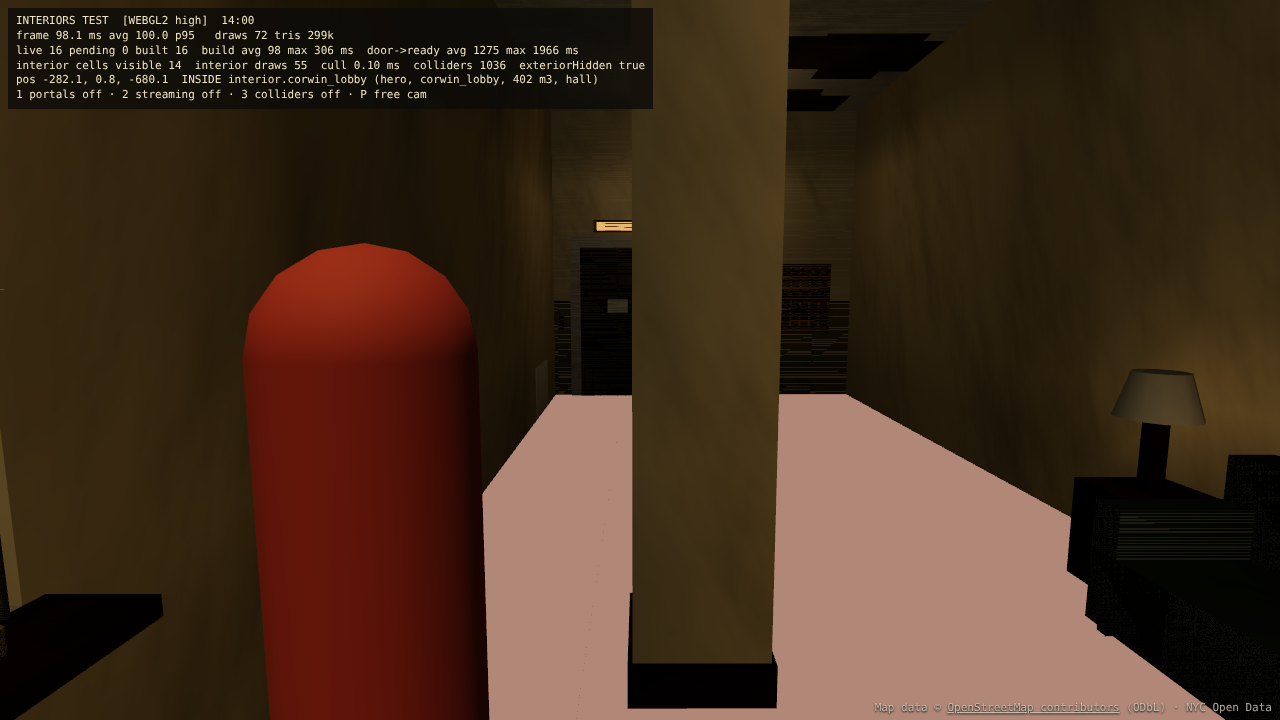 INTERIORS TEST  [WEBGL2 high]  14:00
frame 98.1 ms avg 100.0 p95   draws 72 tris 299k
live 16 pending 0 built 16  build avg 98 max 306 ms  door->ready avg 1275 max 1966 ms
interior cells visible 14  interior draws 55  cull 0.10 ms  colliders 1036  exteriorHidden true
pos -282.1, 0.8, -680.1  INSIDE interior.corwin_lobby (hero, corwin_lobby, 402 m3, hall)
1 portals off · 2 streaming off · 3 colliders off · P free cam
Map data © OpenStreetMap contributors (ODbL) · NYC Open Data